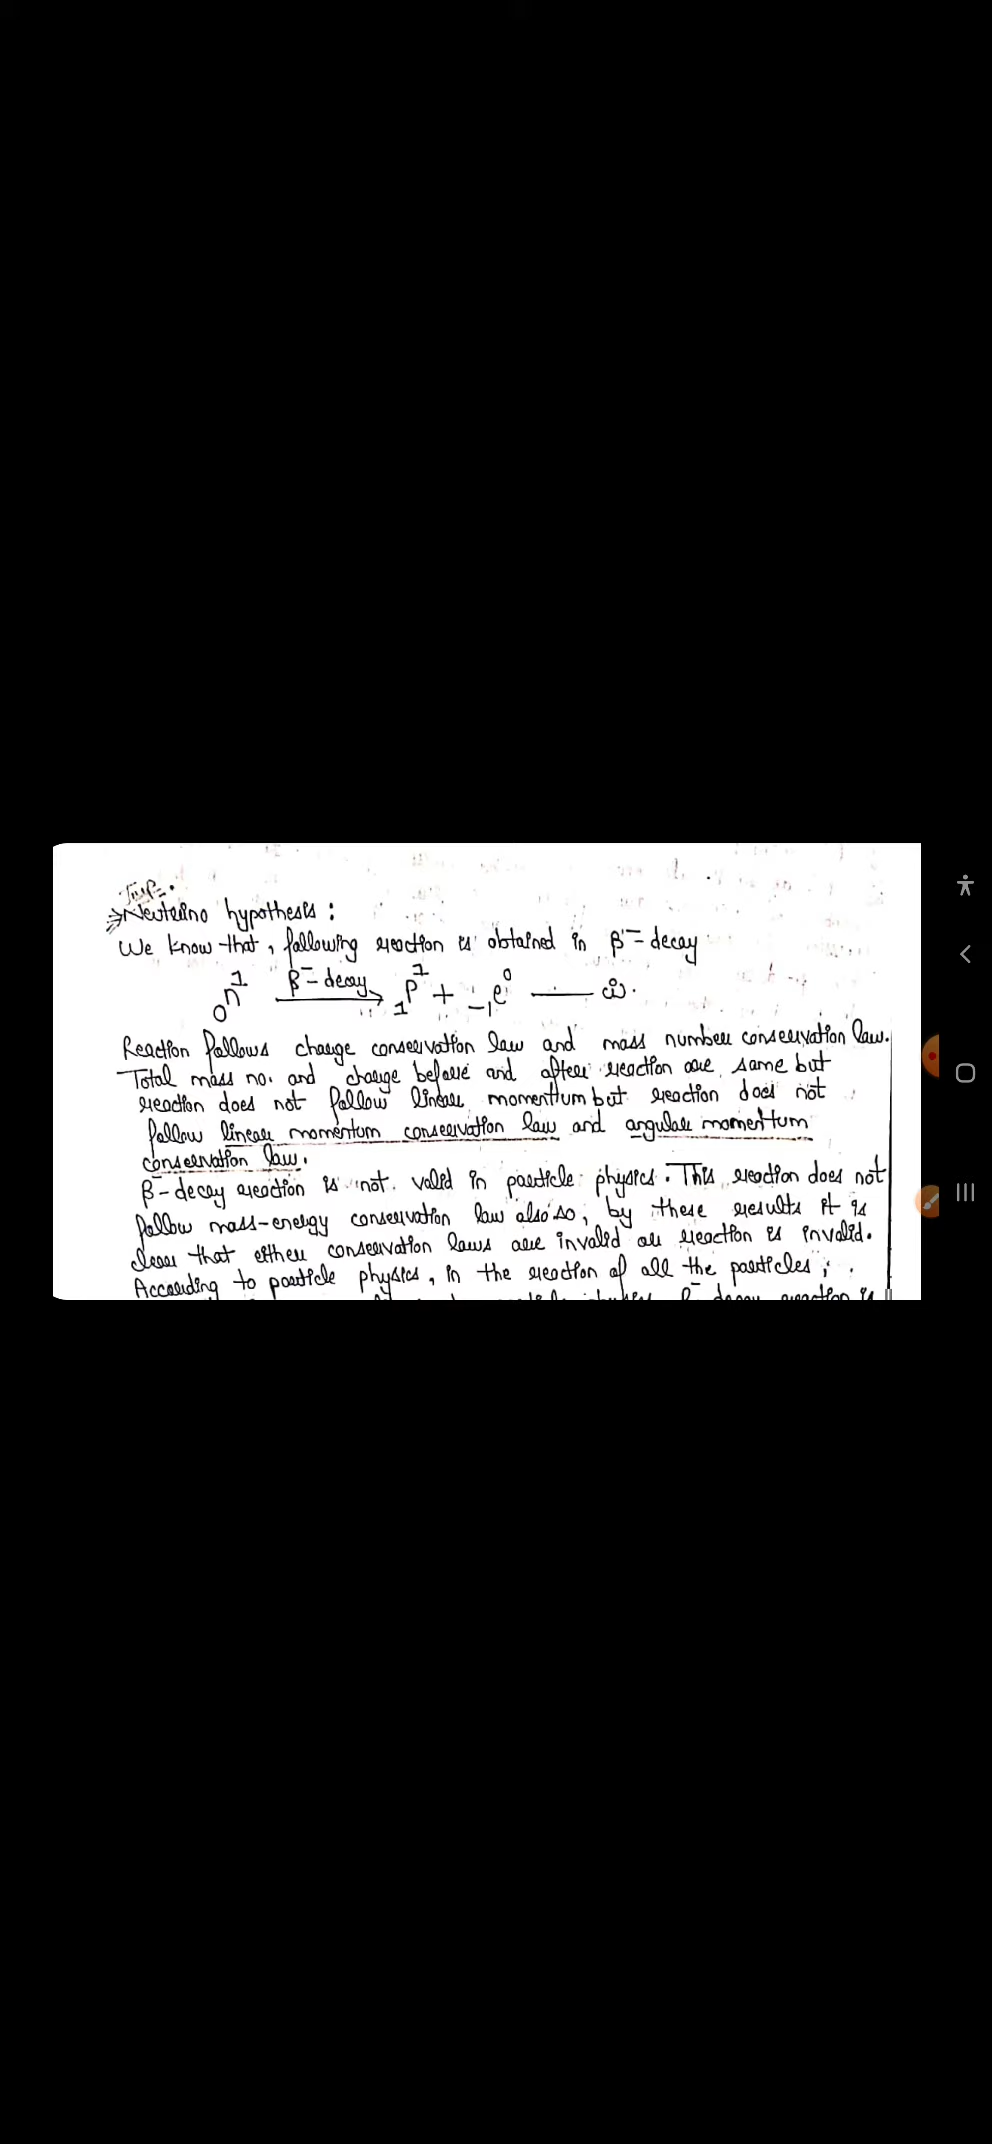 Imp.
⇒ Neutrino hypothesis :
We know that, following reaction is obtained in β⁻-decay
₀n¹ β⁻-decay → ₁P¹ + ₋₁e⁰ —— (i).
Reaction follows charge conservation law and mass number conservation law.
Total mass no. and charge before and after reaction are same but
reaction does not follow linear momentum but reaction does not
follow linear momentum conservation law and angular momentum
conservation law.
β⁻-decay reaction is not valid in particle physics. This reaction does not
follow mass-energy conservation law also so, by these results it is
clear that either conservation laws are invalid or reaction is invalid.
According to particle physics, in the reaction of all the particles,
decay reaction is